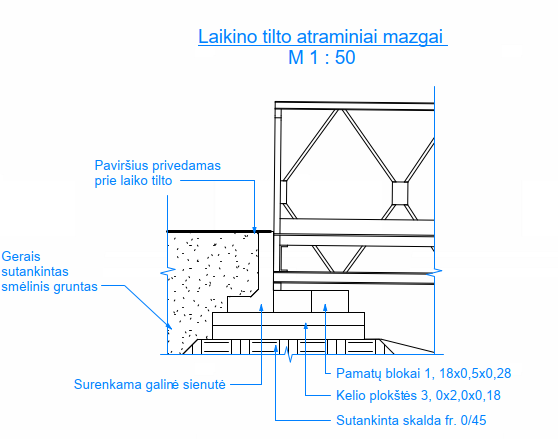 Laikino tilto atraminiai mazgai
M 1 : 50
Paviršius privedamas
prie laiko tilto
Gerais
sutankintas
smėlinis gruntas
Surenkama galinė sienutė
Pamatų blokai 1, 18x0,5x0,28
Kelio plokštės 3, 0x2,0x0,18
Sutankinta skalda fr. 0/45